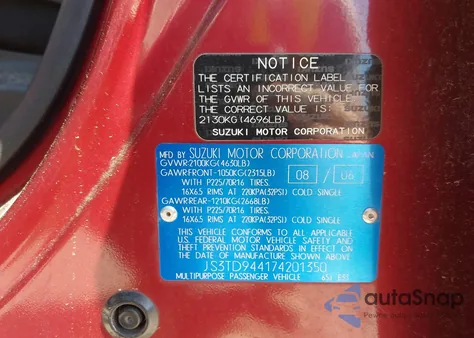 NOTICE
THE CERTIFICATION LABEL
LISTS AN INCORRECT VALUE FOR
THE GVWR OF THIS VEHICLE.
THE CORRECT VALUE IS:
2130KG(4696LB)
SUZUKI MOTOR CORPORATION
MFD BY SUZUKI MOTOR CORPORATION JAPAN
GVWR:2100KG(4630LB)
GAWR:FRONT-1050KG(2315LB) 08 / 06
WITH P225/70R16 TIRES.
16X6.5 RIMS AT 220KPA(32PSI) COLD SINGLE
GAWR:REAR-1210KG(2668LB)
WITH P225/70R16 TIRES.
16X6.5 RIMS AT 220KPA(32PSI) COLD SINGLE
THIS VEHICLE CONFORMS TO ALL APPLICABLE
U.S. FEDERAL MOTOR VEHICLE SAFETY AND
THEFT PREVENTION STANDARDS IN EFFECT ON
THE DATE OF MANUFACTURE SHOWN ABOVE.
JS3TD944174201350
MULTIPURPOSE PASSENGER VEHICLE 65J
autoSnap